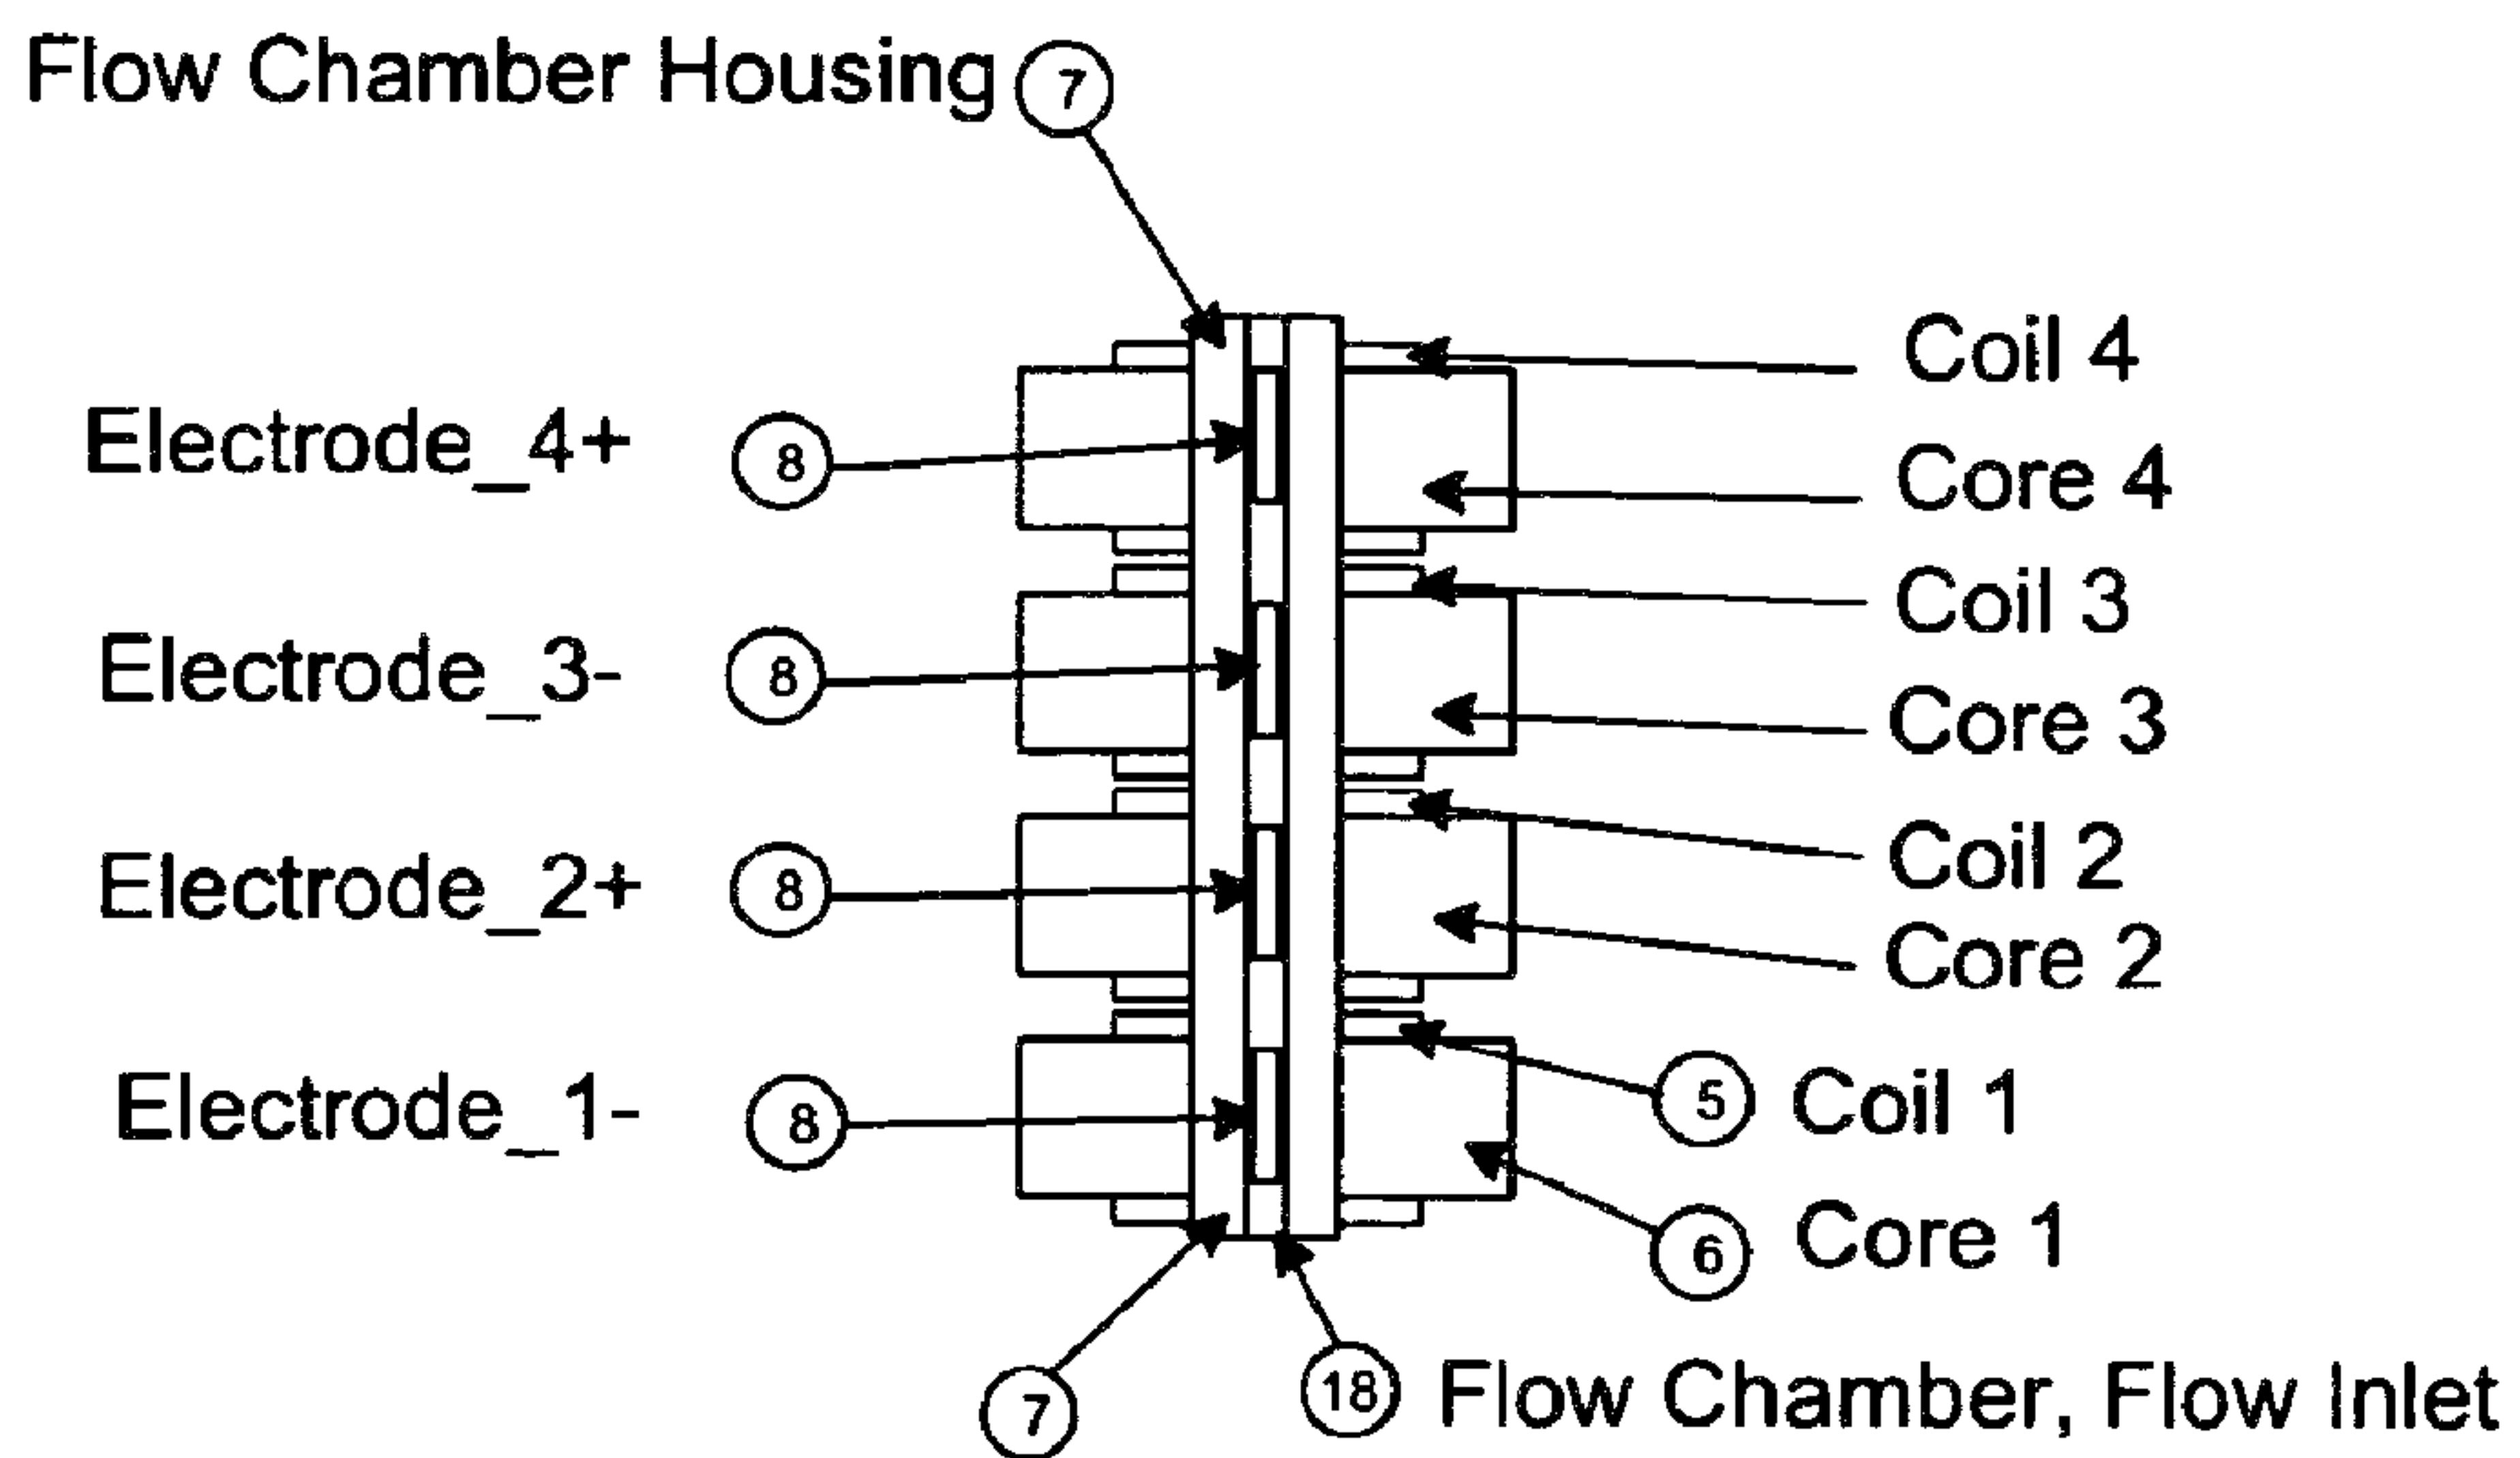 Flow Chamber Housing 7
Coil 4
Electrode_4+ 8
Core 4
Coil 3
Electrode_3- 8
Core 3
Coil 2
Electrode_2+ 8
Core 2
Electrode_1- 8
5 Coil 1
6 Core 1
7
18 Flow Chamber, Flow Inlet